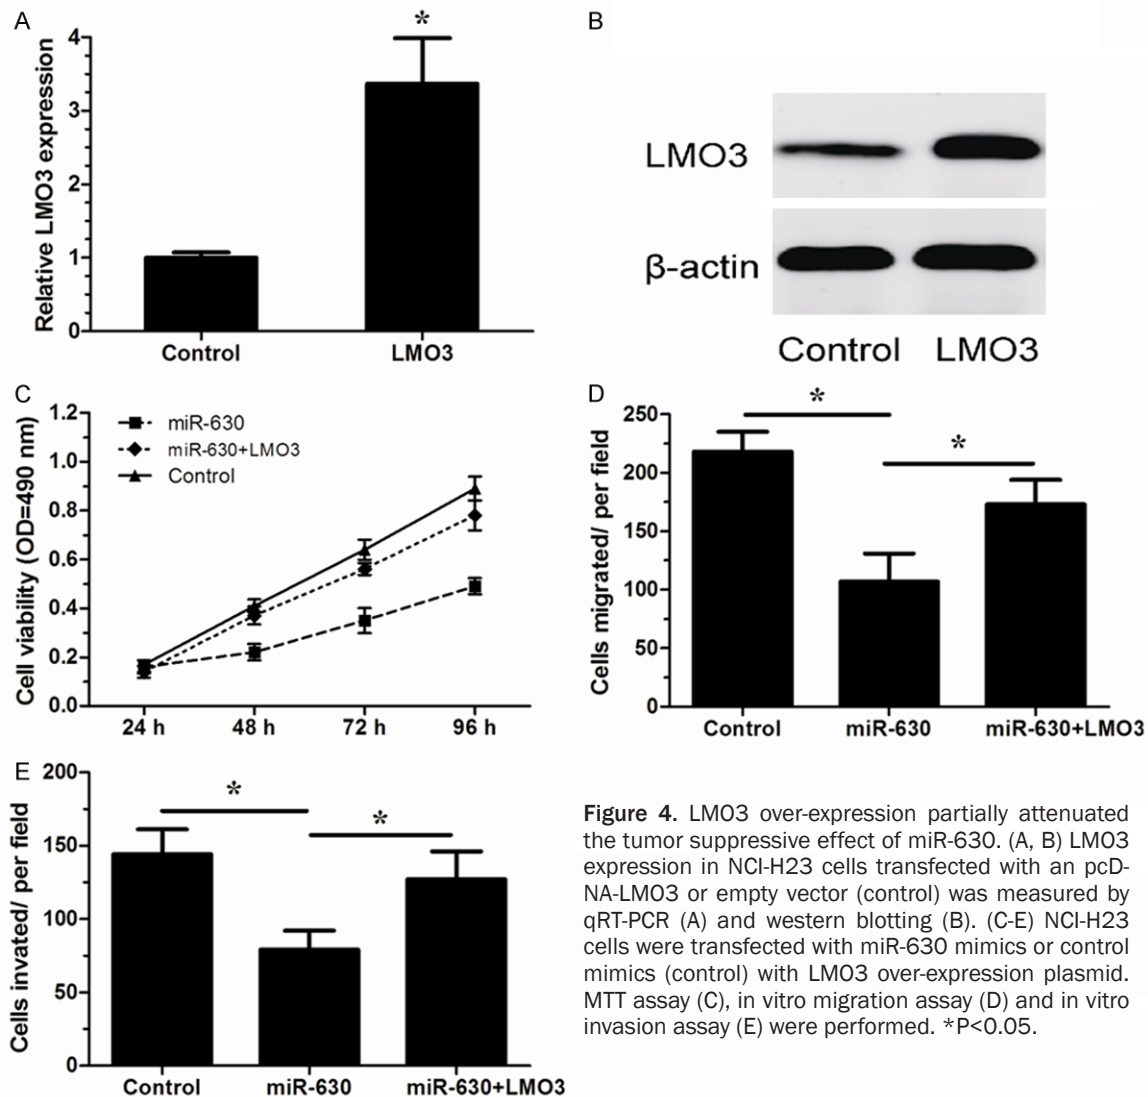 A
*
4
3
2
1
0
Relative LMO3 expression
Control
LMO3
B
LMO3
β-actin
Control LMO3
C
1.2
1.0
0.8
0.6
0.4
0.2
0.0
Cell viability (OD=490 nm)
miR-630
miR-630+LMO3
Control
24 h 48 h 72 h 96 h
D
250
200
150
100
50
0
Cells migrated/ per field
*
*
Control miR-630 miR-630+LMO3
E
200
150
100
50
0
Cells invated/ per field
*
*
Control miR-630 miR-630+LMO3
Figure 4. LMO3 over-expression partially attenuated
the tumor suppressive effect of miR-630. (A, B) LMO3
expression in NCI-H23 cells transfected with an pcD-
NA-LMO3 or empty vector (control) was measured by
qRT-PCR (A) and western blotting (B). (C-E) NCI-H23
cells were transfected with miR-630 mimics or control
mimics (control) with LMO3 over-expression plasmid.
MTT assay (C), in vitro migration assay (D) and in vitro
invasion assay (E) were performed. *P<0.05.